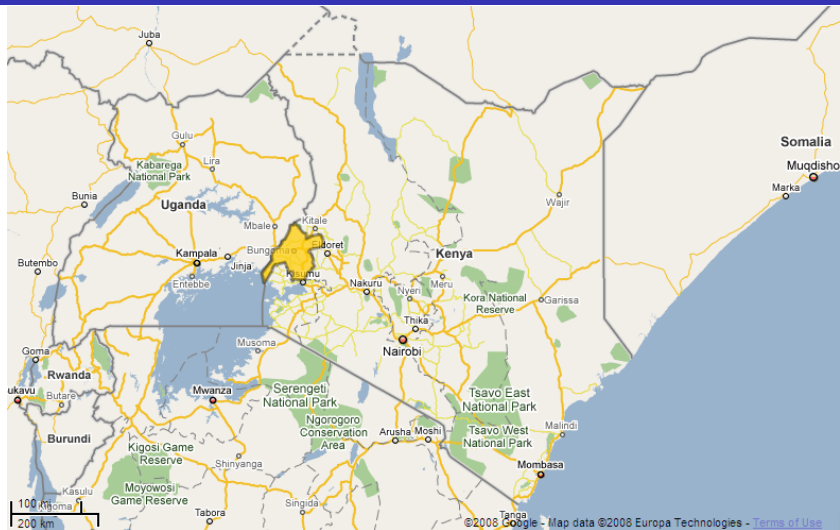 Juba
Somalia
Muqdisho
Marka
Gulu
Kabarega
National Park
Lira
Wajir
Bunia
Uganda
Kitale
Mbale
Bungoma
Eldoret
Kenya
Kampala
Jinja
Butembo
Entebbe
Kisumu
Nakuru
Nyeri
Meru
Kora National
Reserve
Garissa
Thika
Musoma
Nairobi
Goma
Rwanda
ukavu
Butare
Mwanza
Serengeti
National Park
Tsavo East
National Park
Ngorogoro
Conservation
Area
Arusha
Moshi
Tsavo West
National Park
Malindi
Burundi
Kigosi Game
Reserve
Shinyanga
Mombasa
Moyowosi
Game Reserve
Kasulu
Kigoma
Tabora
Singida
Tanga
100 mi
200 km
©2008 Google - Map data ©2008 Europa Technologies - Terms of Use